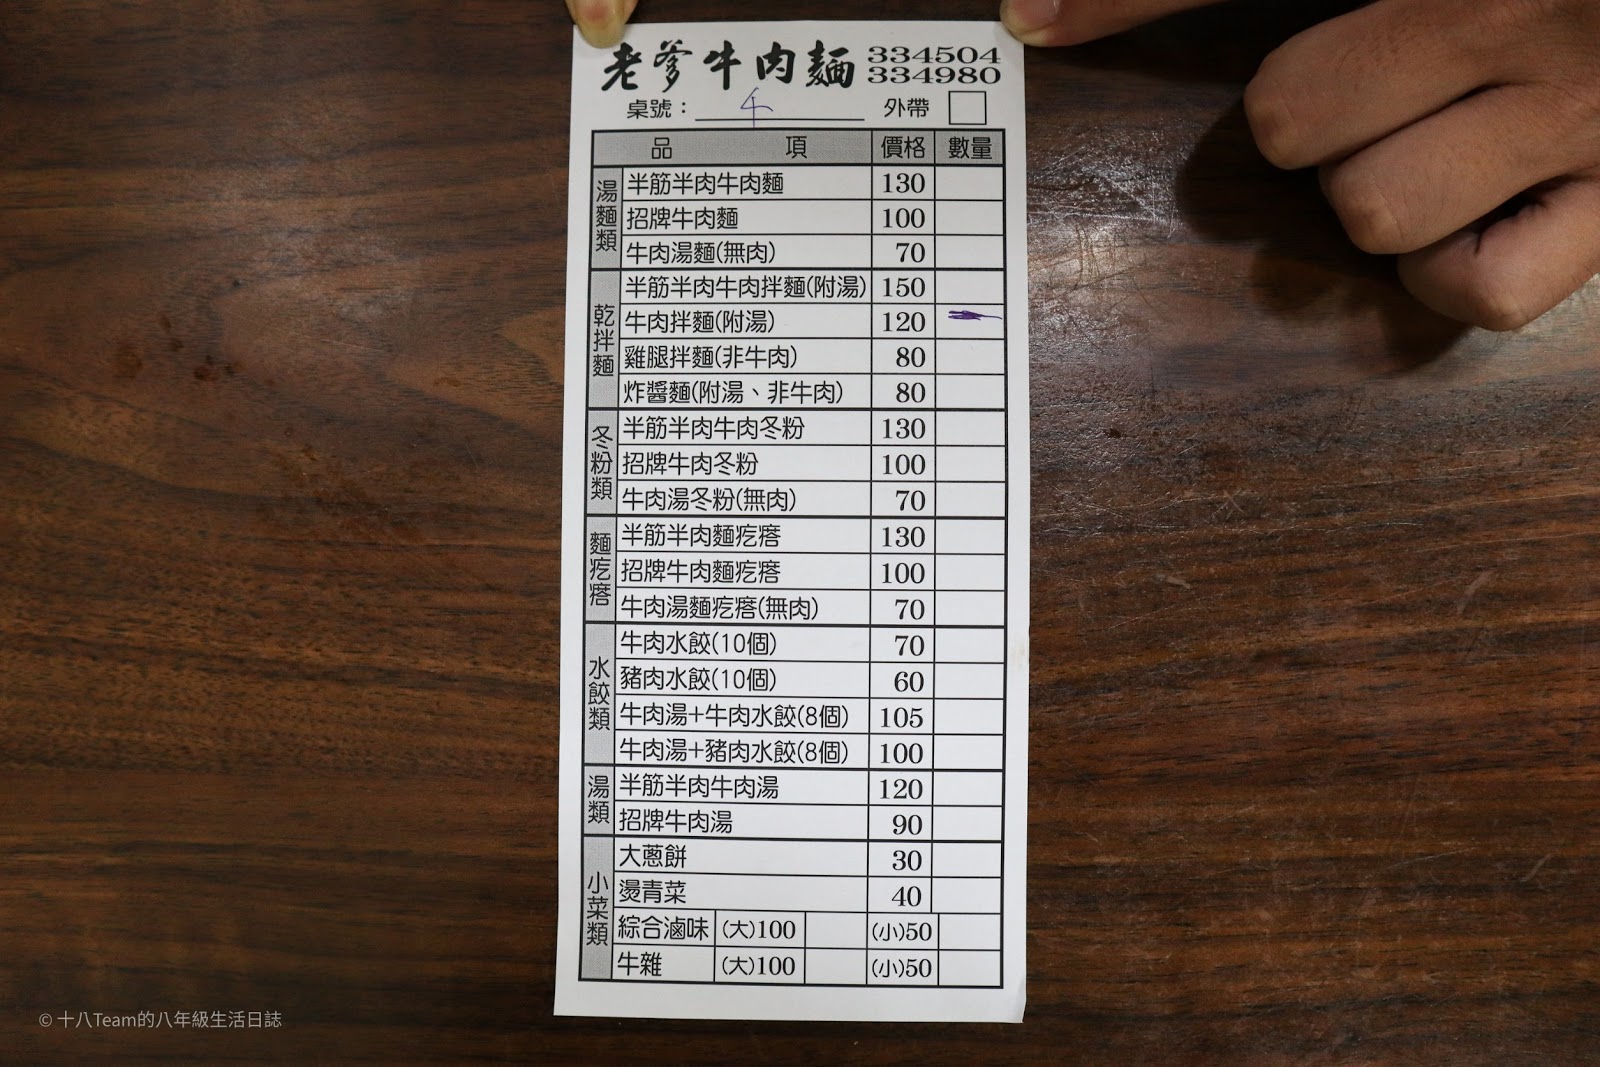 老爹牛肉麵 334504
334980
桌號： 外帶
品項 價格 數量
湯麵類
半筋半肉牛肉麵 130
招牌牛肉麵 100
牛肉湯麵(無肉) 70
乾拌麵
半筋半肉牛肉拌麵(附湯) 150
牛肉拌麵(附湯) 120
雞腿拌麵(非牛肉) 80
炸醬麵(附湯、非牛肉) 80
冬粉類
半筋半肉牛肉冬粉 130
招牌牛肉冬粉 100
牛肉湯冬粉(無肉) 70
麵疙瘩
半筋半肉麵疙瘩 130
招牌牛肉麵疙瘩 100
牛肉湯麵疙瘩(無肉) 70
水餃類
牛肉水餃(10個) 70
豬肉水餃(10個) 60
牛肉湯+牛肉水餃(8個) 105
牛肉湯+豬肉水餃(8個) 100
湯類
半筋半肉牛肉湯 120
招牌牛肉湯 90
小菜類
大蔥餅 30
燙青菜 40
綜合滷味 (大)100 (小)50
牛雜 (大)100 (小)50
© 十八Team的八年級生活日誌